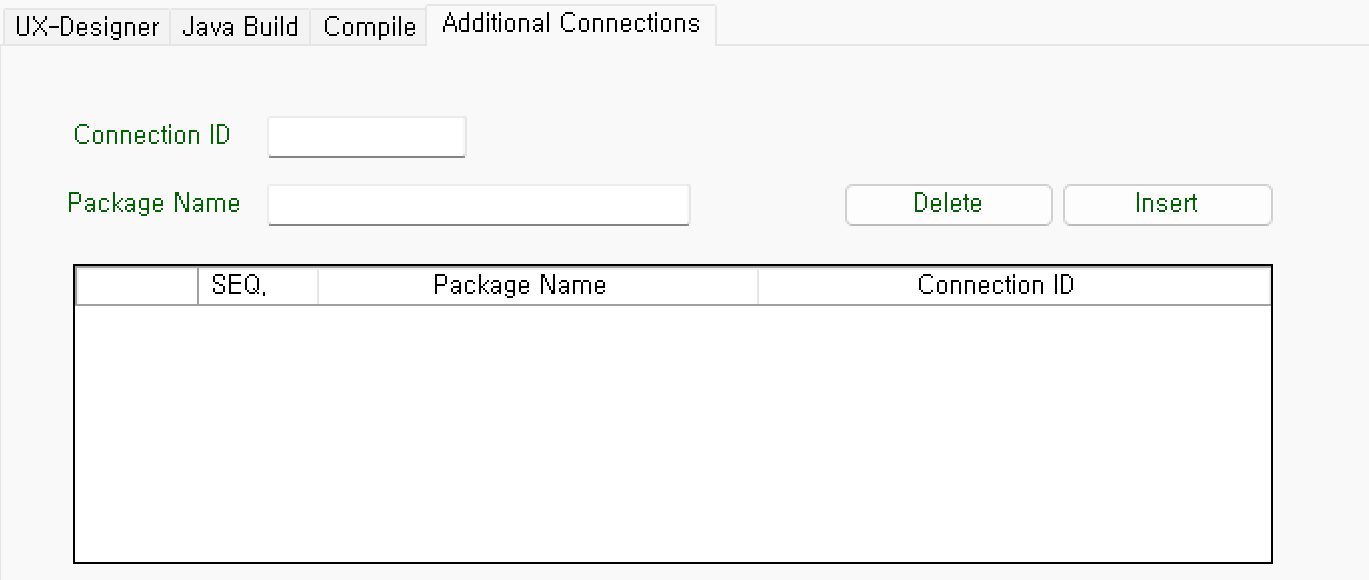 UX-Designer Java Build Compile Additional Connections
Connection ID
Package Name Delete Insert
SEQ. Package Name Connection ID